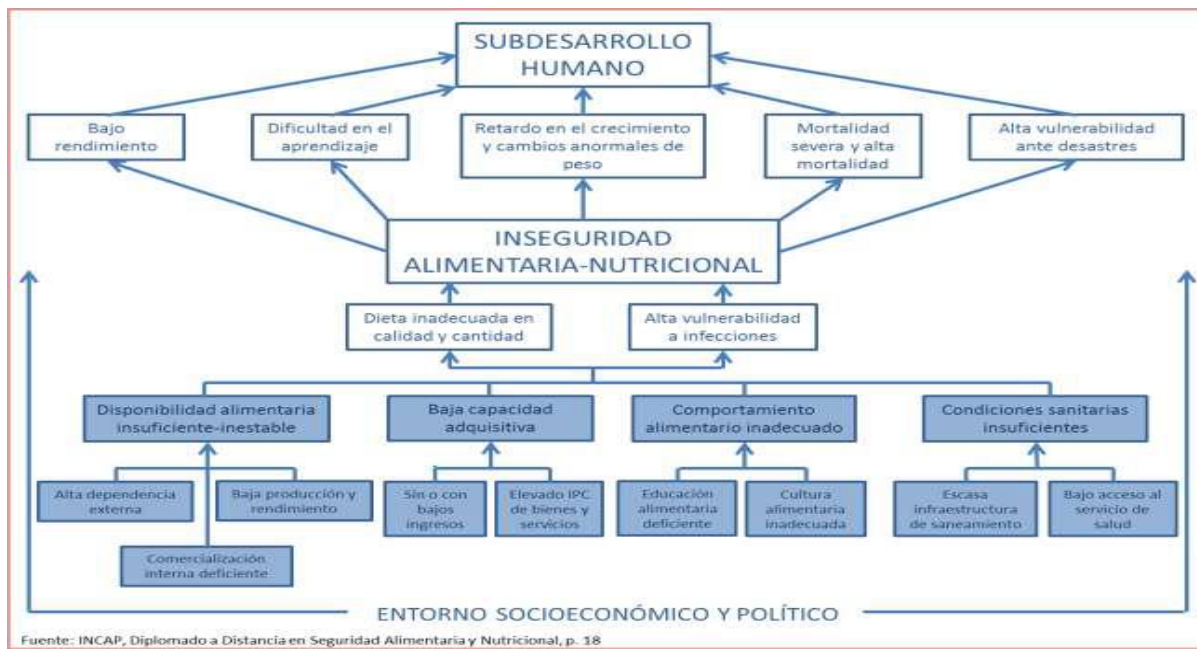 SUBDESARROLLO
HUMANO
Bajo
rendimiento
Dificultad en el
aprendizaje
Retardo en el crecimiento
y cambios anormales de
peso
Mortalidad
severa y alta
mortalidad
Alta vulnerabilidad
ante desastres
INSEGURIDAD
ALIMENTARIA-NUTRICIONAL
Dieta inadecuada en
calidad y cantidad
Alta vulnerabilidad
a infecciones
Disponibilidad alimentaria
insuficiente-inestable
Baja capacidad
adquisitiva
Comportamiento
alimentario inadecuado
Condiciones sanitarias
insuficientes
Alta dependencia
externa
Baja producción y
rendimiento
Comercialización
interna deficiente
Sin o con
bajos
ingresos
Elevado IPC
de bienes y
servicios
Educación
alimentaria
deficiente
Cultura
alimentaria
inadecuada
Escasa
infraestructura
de saneamiento
Bajo acceso al
servicio de
salud
ENTORNO SOCIOECONÓMICO Y POLÍTICO
Fuente: INCAP, Diplomado a Distancia en Seguridad Alimentaria y Nutricional, p. 18